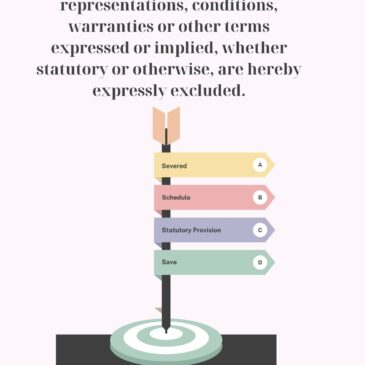 representations, conditions,
warranties or other terms
expressed or implied, whether
statutory or otherwise, are hereby
expressly excluded.
Severed A
Schedule B
Statutory Provision C
Save D